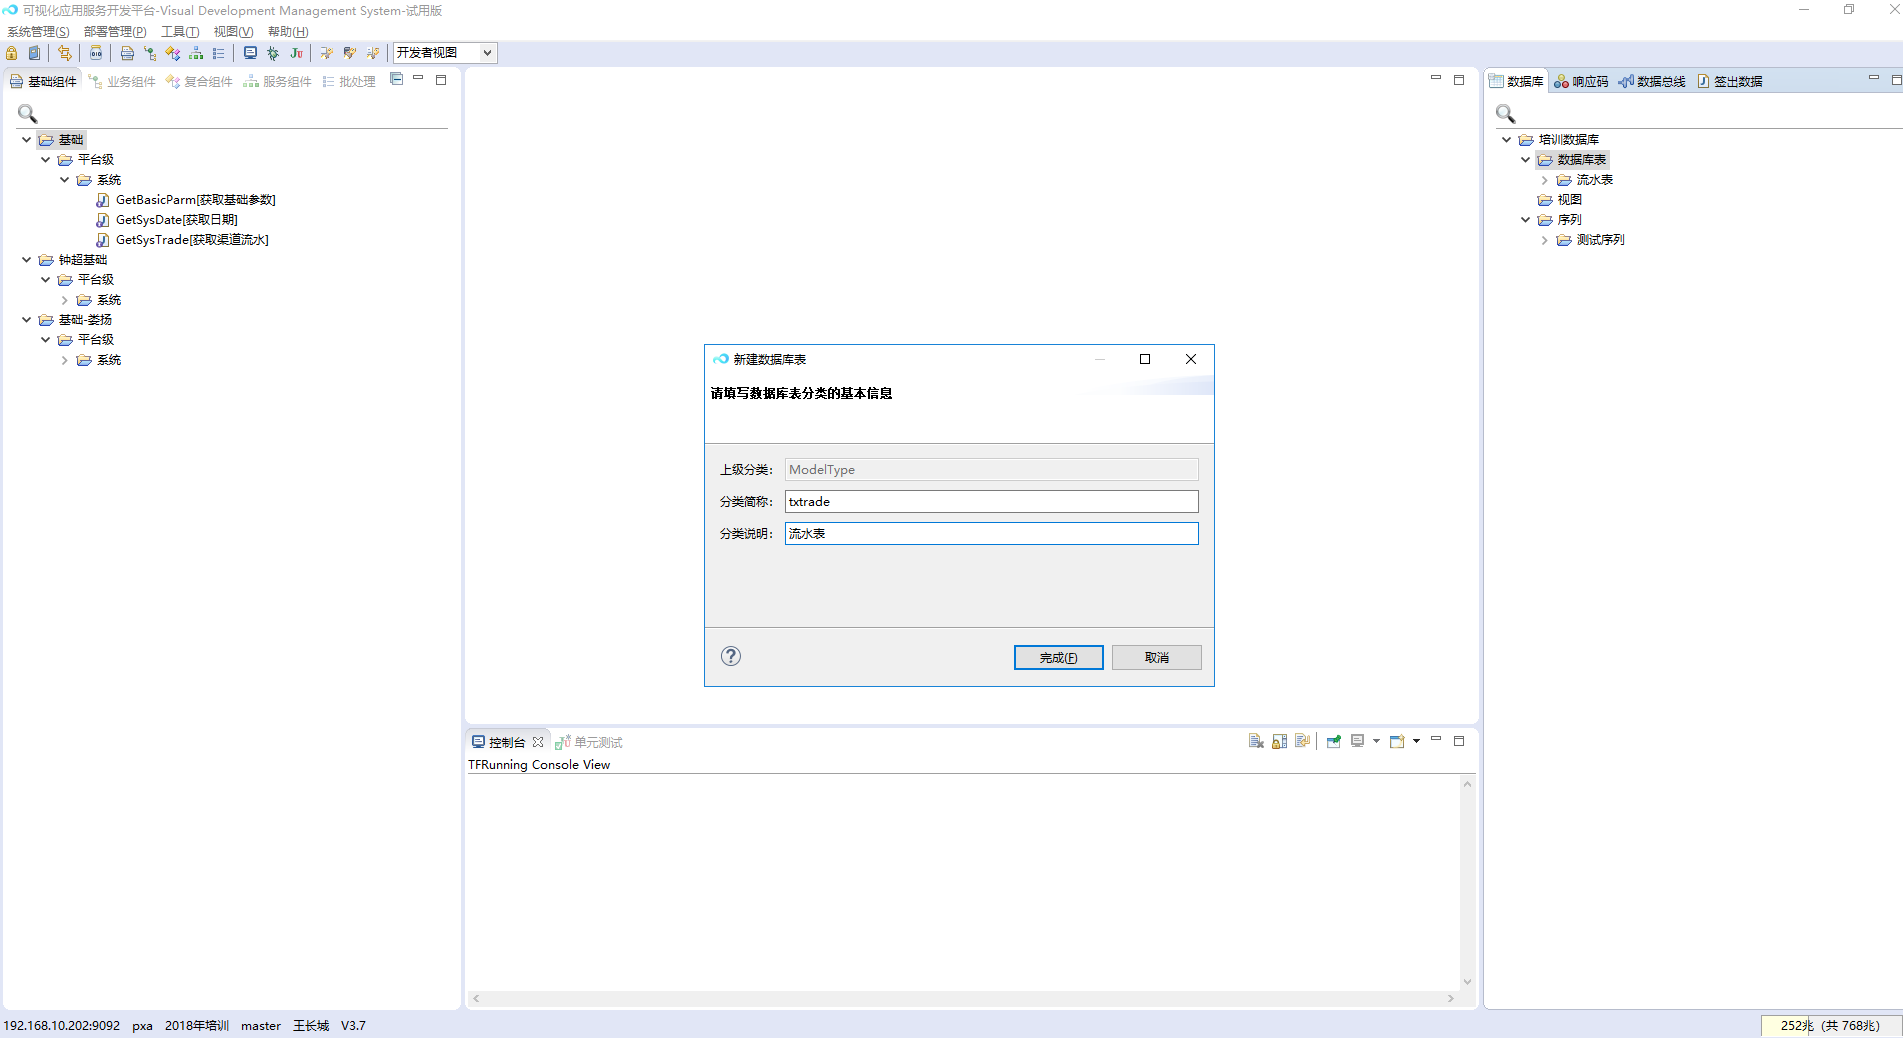 可视化应用服务开发平台-Visual Development Management System-试用版
系统管理(S) 部署管理(P) 工具(T) 视图(V) 帮助(H)
010 Ju 开发者视图
基础组件 业务组件 复合组件 服务组件 批处理
基础
平台级
系统
GetBasicParm[获取基础参数]
GetSysDate[获取日期]
GetSysTrade[获取渠道流水]
钟超基础
平台级
系统
基础-娄扬
平台级
系统
新建数据库表
请填写数据库表分类的基本信息
上级分类: ModelType
分类简称: txtrade
分类说明: 流水表
完成(F) 取消
控制台 单元测试
TFRunning Console View
数据库 响应码 数据总线 签出数据
培训数据库
数据库表
流水表
视图
序列
测试序列
192.168.10.202:9092 pxa 2018年培训 master 王长城 V3.7
252兆 (共 768兆)